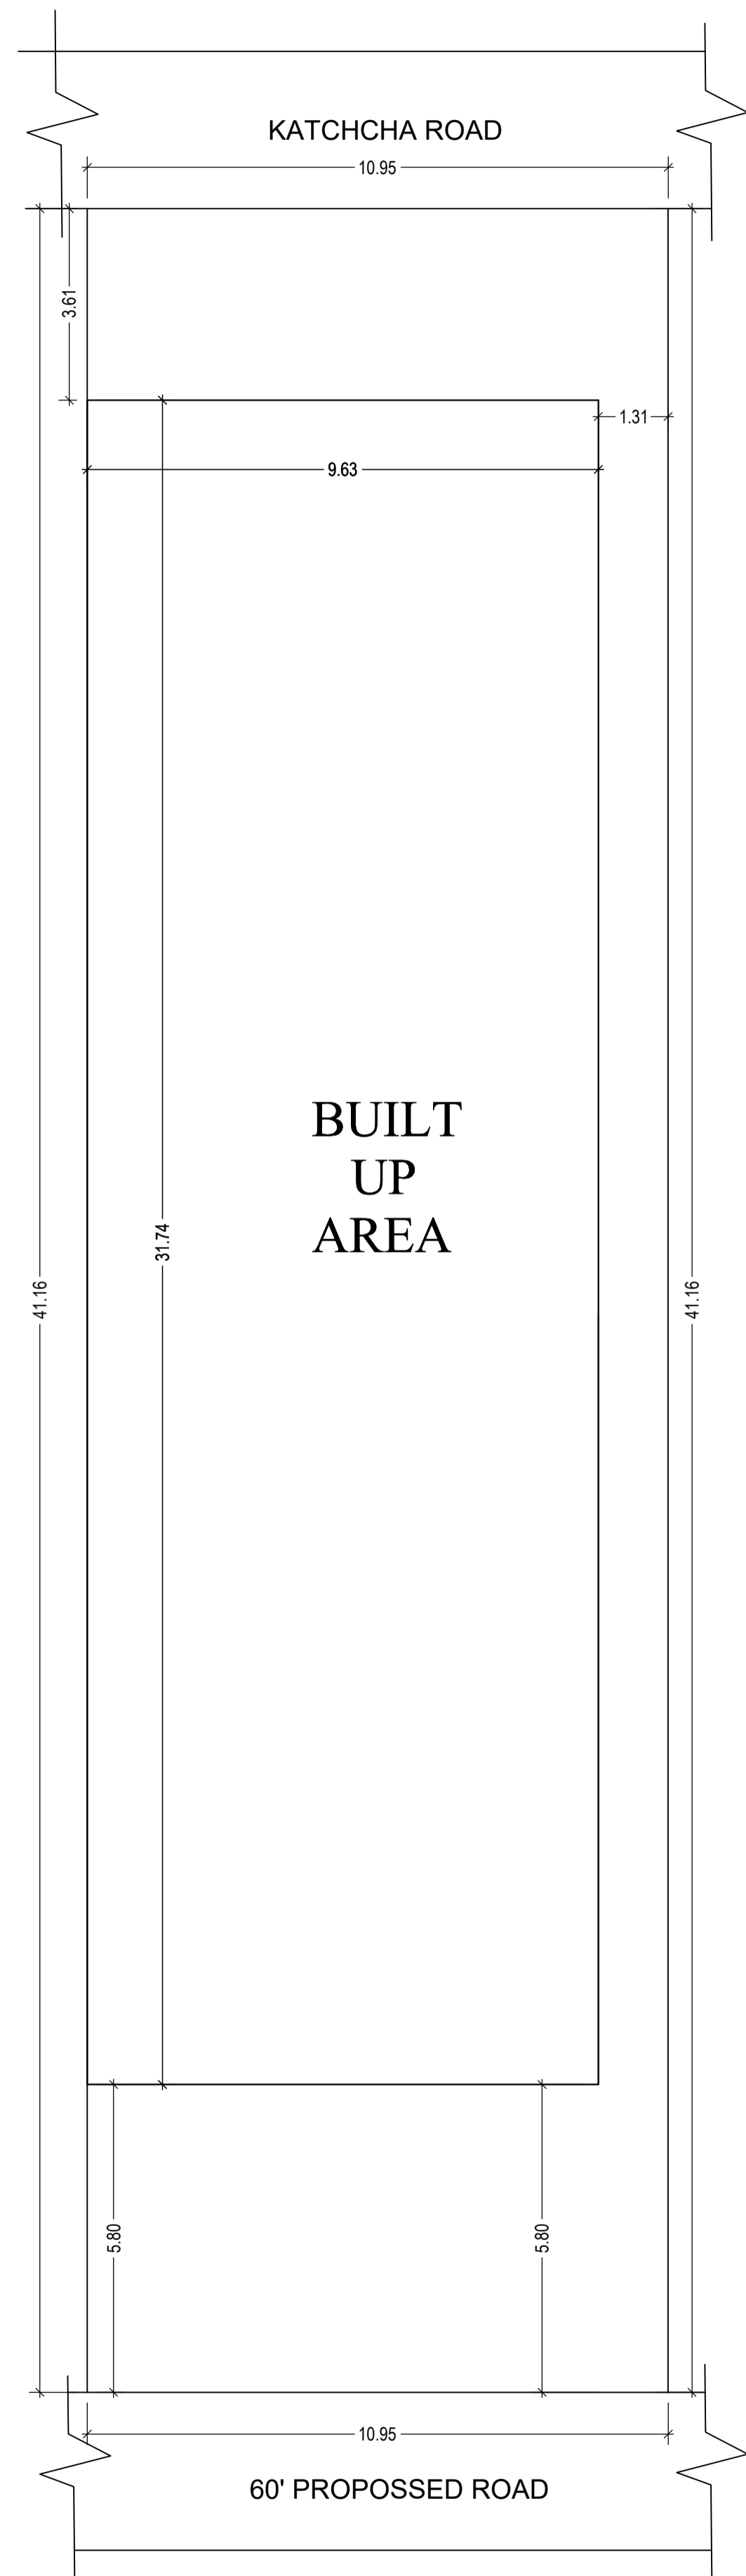 KATCHCHA ROAD
10.95
3.61
1.31
9.63
BUILT
UP
AREA
31.74
41.16
41.16
5.80
5.80
10.95
60' PROPOSSED ROAD